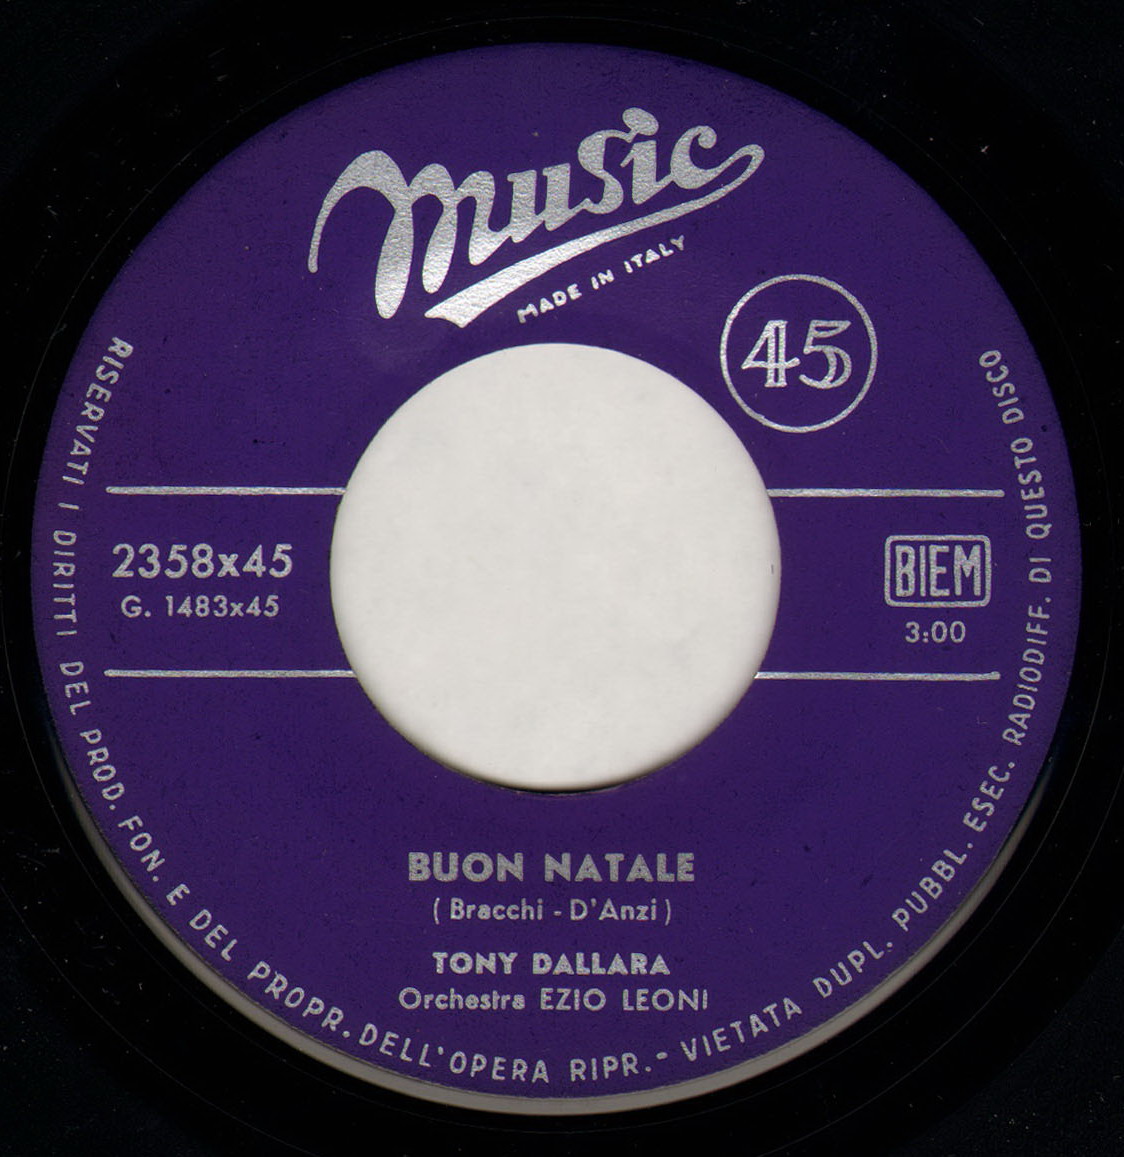 Music
MADE IN ITALY
45
2358x45
G. 1483x45
BIEM
3:00
BUON NATALE
(Bracchi - D'Anzi)
TONY DALLARA
Orchestra EZIO LEONI
RISERVATI I DIRITTI DEL PROD. FON. E DEL PROPR. DELL'OPERA RIPR.- VIETATA DUPL. PUBBL. ESEC. RADIODIFF. DI QUESTO DISCO